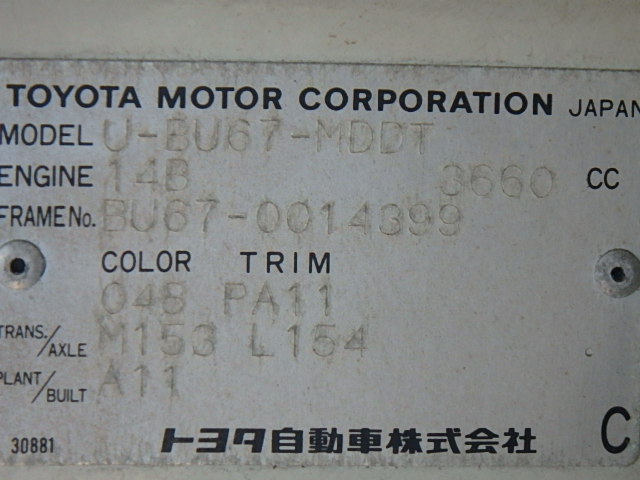 TOYOTA MOTOR CORPORATION JAPAN
MODEL U-BU67-MDDT
ENGINE 14B 3660 CC
FRAME No. BU67-0014399
COLOR TRIM
045 PA11
TRANS./AXLE M153 L154
PLANT/BUILT A11
30881 トヨタ自動車株式会社 C